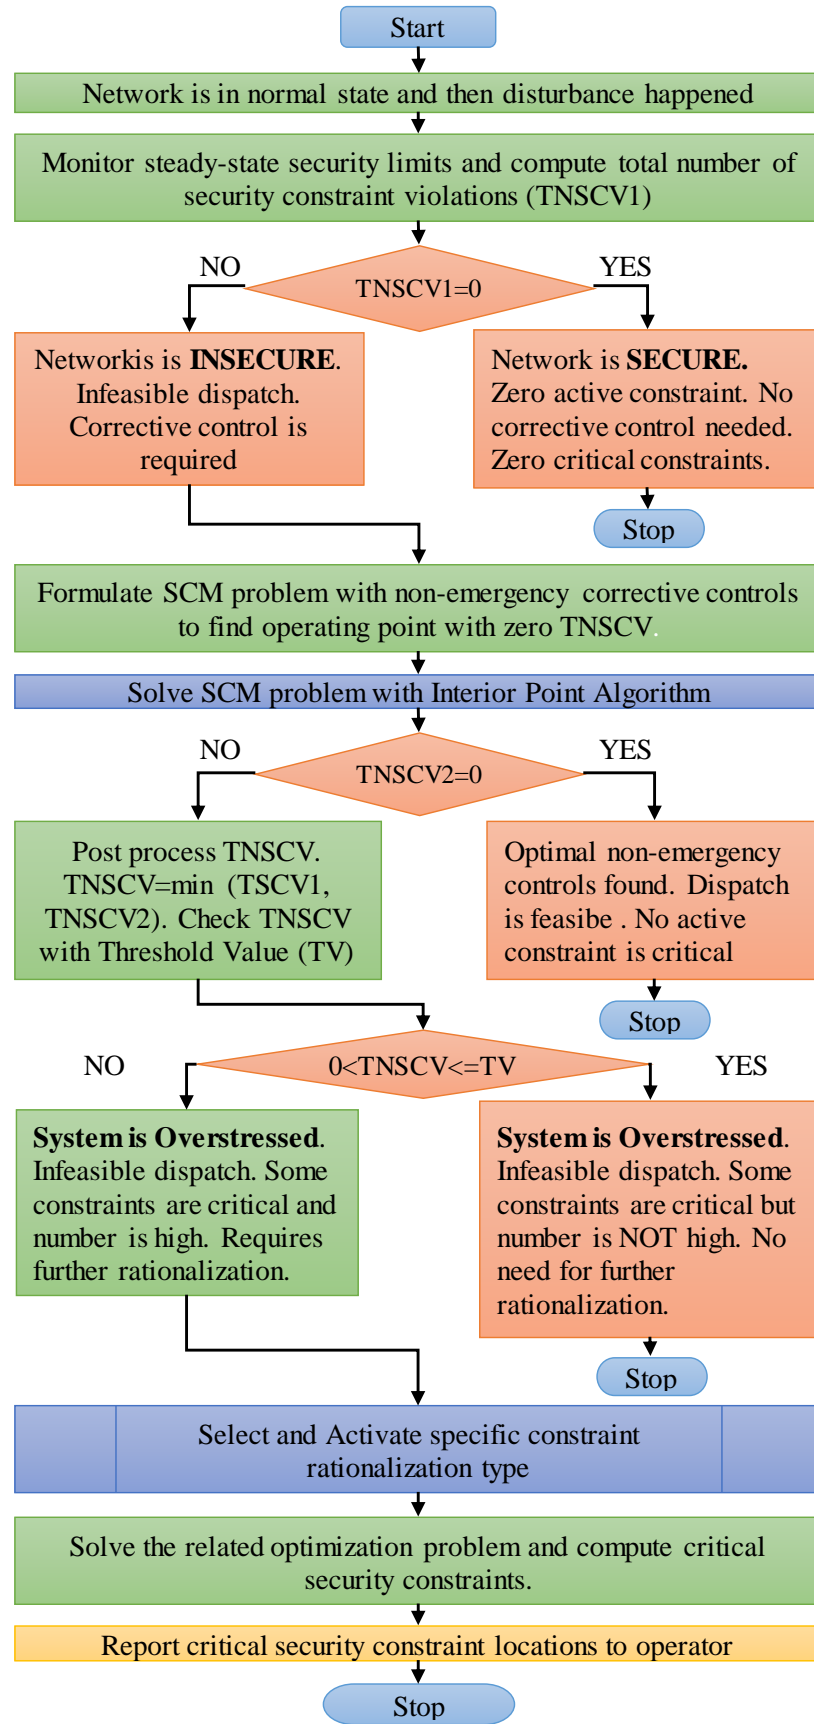 Start
Network is in normal state and then disturbance happened
Monitor steady-state security limits and compute total number of
security constraint violations (TNSCV1)
NO
YES
TNSCV1=0
Networkis is INSECURE.
Infeasible dispatch.
Corrective control is
required
Network is SECURE.
Zero active constraint. No
corrective control needed.
Zero critical constraints.
Stop
Formulate SCM problem with non-emergency corrective controls
to find operating point with zero TNSCV.
Solve SCM problem with Interior Point Algorithm
NO
YES
TNSCV2=0
Post process TNSCV.
TNSCV=min (TSCV1,
TNSCV2). Check TNSCV
with Threshold Value (TV)
Optimal non-emergency
controls found. Dispatch
is feasibe . No active
constraint is critical
Stop
NO
0<TNSCV<=TV
YES
System is Overstressed.
Infeasible dispatch. Some
constraints are critical and
number is high. Requires
further rationalization.
System is Overstressed.
Infeasible dispatch. Some
constraints are critical but
number is NOT high. No
need for further
rationalization.
Stop
Select and Activate specific constraint
rationalization type
Solve the related optimization problem and compute critical
security constraints.
Report critical security constraint locations to operator
Stop